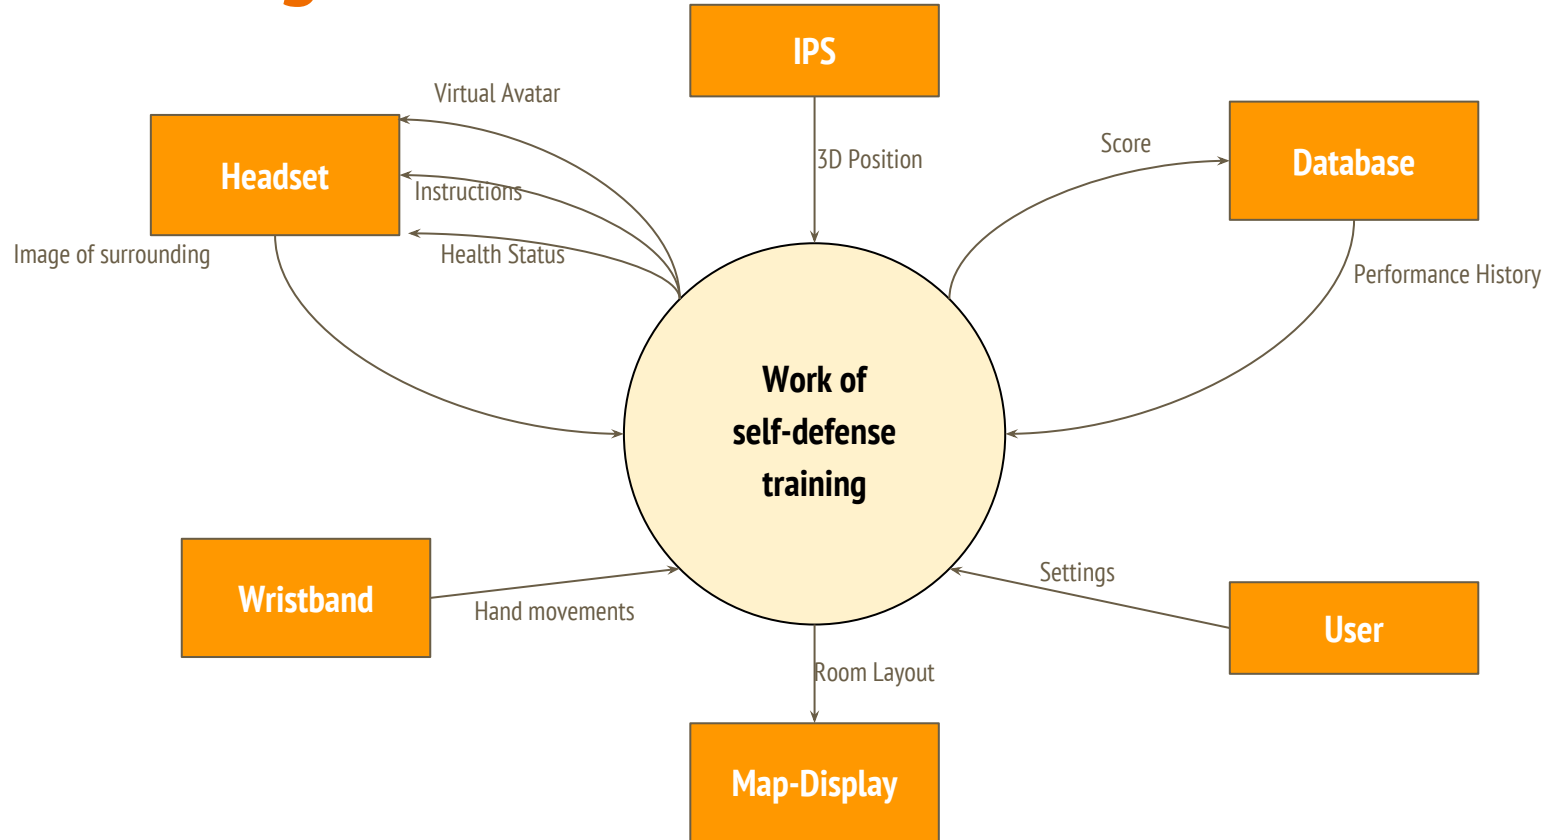 IPS
Virtual Avatar
Headset
Instructions
Health Status
Image of surrounding
3D Position
Score
Database
Performance History
Work of
self-defense
training
Wristband
Hand movements
Settings
User
Room Layout
Map-Display